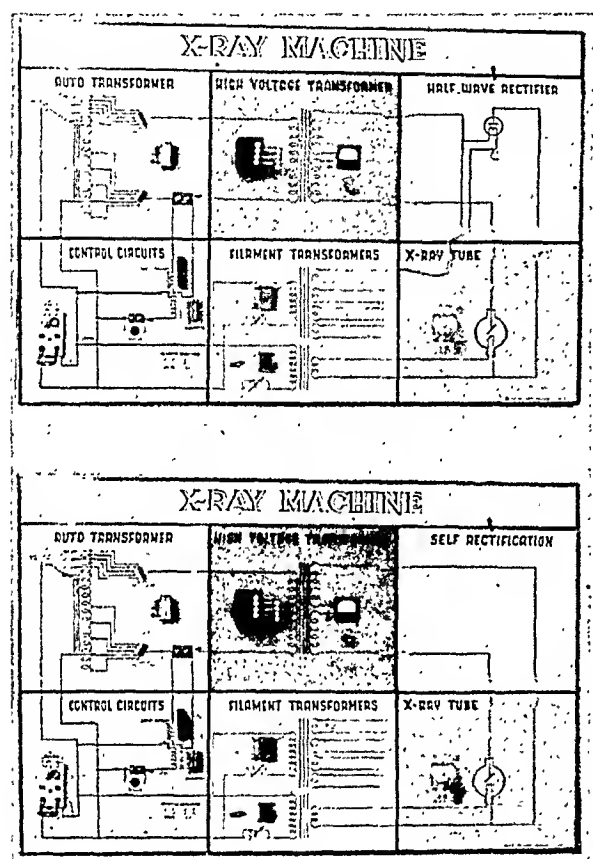 X-RAY MACHINE
AUTO TRANSFORMER
HIGH VOLTAGE TRANSFORMER
HALF WAVE RECTIFIER
CONTROL CIRCUITS
FILAMENT TRANSFORMERS
X-RAY TUBE
X-RAY MACHINE
AUTO TRANSFORMER
HIGH VOLTAGE TRANSFORMER
SELF RECTIFICATION
CONTROL CIRCUITS
FILAMENT TRANSFORMERS
X-RAY TUBE